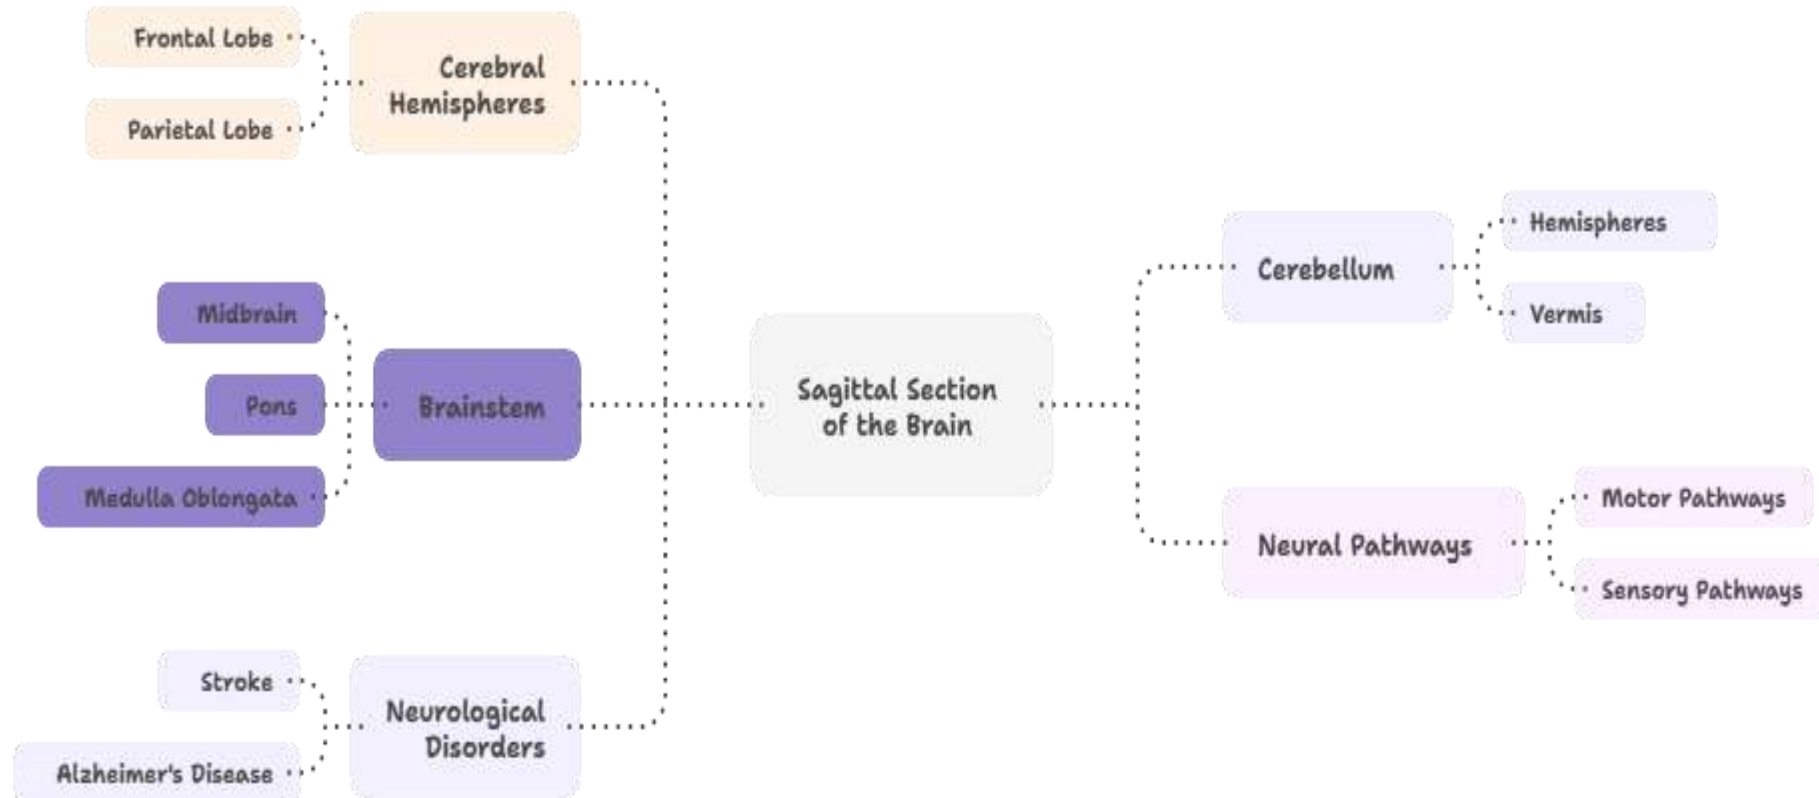 Frontal Lobe
Cerebral
Hemispheres
Parietal Lobe
Midbrain
Pons
Brainstem
Medulla Oblongata
Stroke
Neurological
Disorders
Alzheimer's Disease
Sagittal Section
of the Brain
Cerebellum
Hemispheres
Vermis
Neural Pathways
Motor Pathways
Sensory Pathways